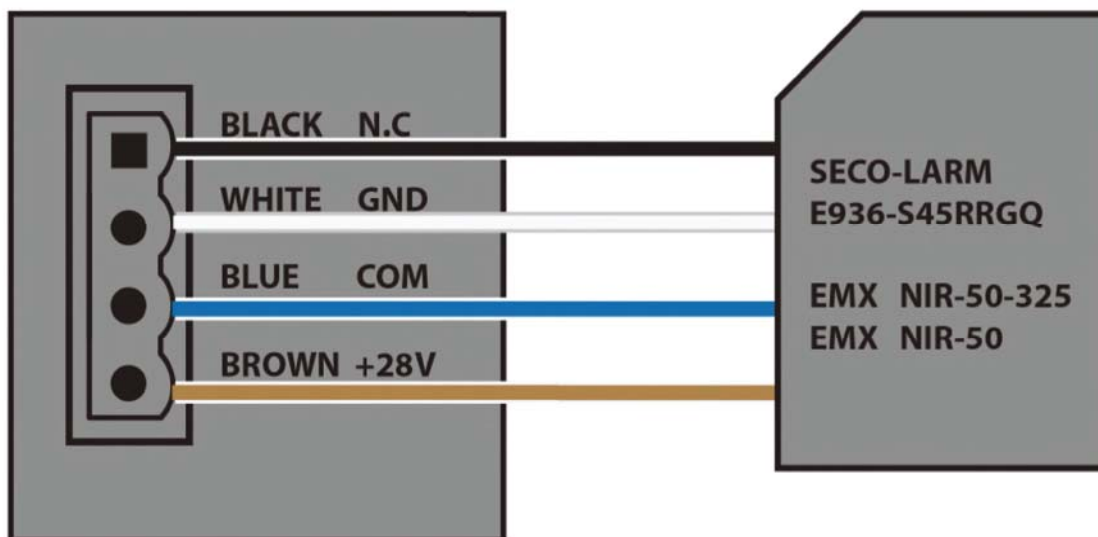 BLACK N.C
WHITE GND
BLUE COM
BROWN +28V
SECO-LARM
E936-S45RRGQ
EMX NIR-50-325
EMX NIR-50